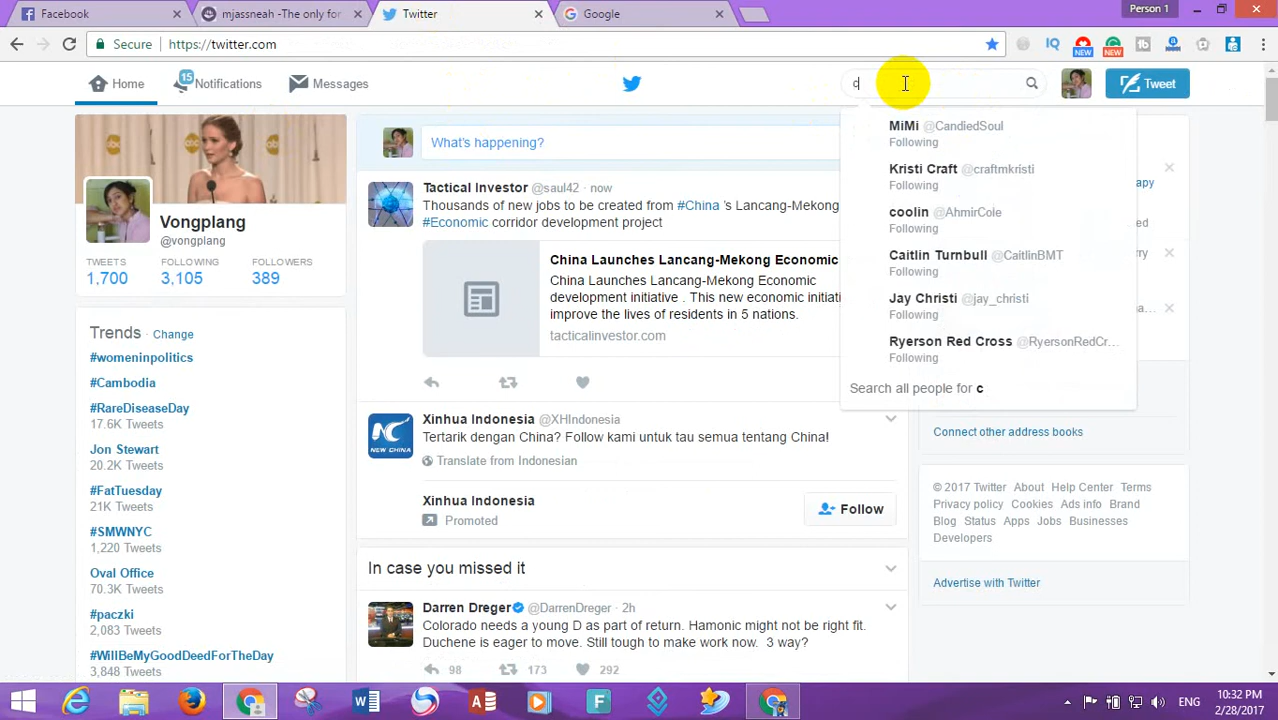 Facebook
mjassneah -The only for
Twitter
Google
Person 1
Secure
https://twitter.com
NEW
NEW
Home
15
Notifications
Messages
c
Tweet
Vongplang
@vongplang
TWEETS
FOLLOWING
FOLLOWERS
1,700
3,105
389
Trends · Change
#womeninpolitics
#Cambodia
#RareDiseaseDay
17.6K Tweets
Jon Stewart
20.2K Tweets
#FatTuesday
21K Tweets
#SMWNYC
1,220 Tweets
Oval Office
70.3K Tweets
#paczki
2,083 Tweets
#WillBeMyGoodDeedForTheDay
3,848 Tweets
What's happening?
Tactical Investor @saul42 · now
Thousands of new jobs to be created from #China 's Lancang-Mekong
#Economic corridor development project
China Launches Lancang-Mekong Economic
China Launches Lancang-Mekong Economic
development initiative . This new economic initiati
improve the lives of residents in 5 nations.
tacticalinvestor.com
Xinhua Indonesia @XHIndonesia
Tertarik dengan China? Follow kami untuk tau semua tentang China!
Translate from Indonesian
NEW CHINA
Xinhua Indonesia
Promoted
Follow
In case you missed it
Darren Dreger @DarrenDreger · 2h
Colorado needs a young D as part of return. Hamonic might not be right fit.
Duchene is eager to move. Still tough to make work now. 3 way?
98
173
292
MiMi @CandiedSoul
Following
Kristi Craft @craftmkristi
Following
coolin @AhmirCole
Following
Caitlin Turnbull @CaitlinBMT
Following
Jay Christi @jay_christi
Following
Ryerson Red Cross @RyersonRedCr...
Following
Search all people for c
Connect other address books
© 2017 Twitter About Help Center Terms
Privacy policy Cookies Ads info Brand
Blog Status Apps Jobs Businesses
Developers
Advertise with Twitter
ENG
10:32 PM
2/28/2017